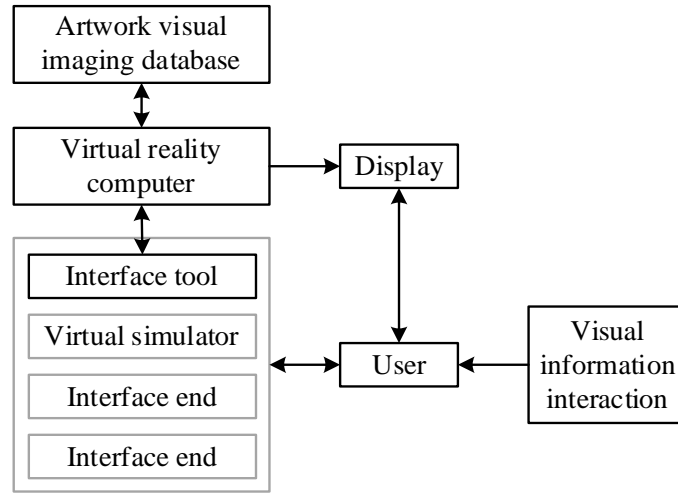 Artwork visual
imaging database
Virtual reality
computer
Display
Interface tool
Virtual simulator
Interface end
Interface end
User
Visual
information
interaction